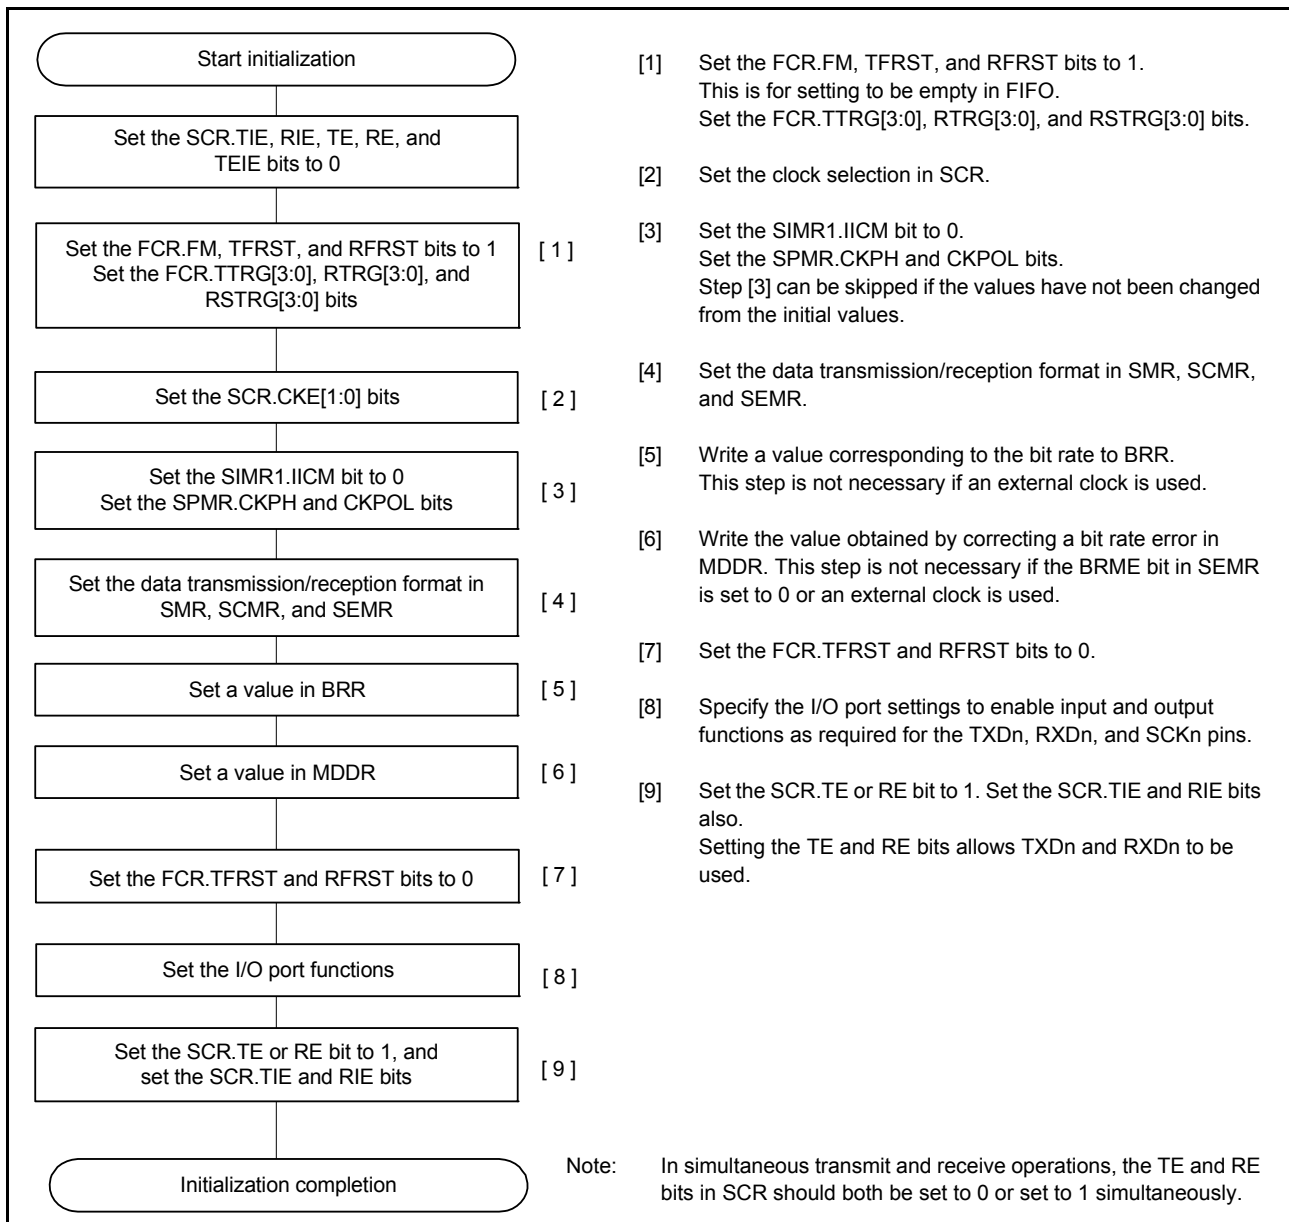 Start initialization
Set the SCR.TIE, RIE, TE, RE, and
TEIE bits to 0
Set the FCR.FM, TFRST, and RFRST bits to 1
Set the FCR.TTRG[3:0], RTRG[3:0], and
RSTRG[3:0] bits
[ 1 ]
Set the SCR.CKE[1:0] bits
[ 2 ]
Set the SIMR1.IICM bit to 0
Set the SPMR.CKPH and CKPOL bits
[ 3 ]
Set the data transmission/reception format in
SMR, SCMR, and SEMR
[ 4 ]
Set a value in BRR
[ 5 ]
Set a value in MDDR
[ 6 ]
Set the FCR.TFRST and RFRST bits to 0
[ 7 ]
Set the I/O port functions
[ 8 ]
Set the SCR.TE or RE bit to 1, and
set the SCR.TIE and RIE bits
[ 9 ]
Initialization completion
[1] Set the FCR.FM, TFRST, and RFRST bits to 1.
This is for setting to be empty in FIFO.
Set the FCR.TTRG[3:0], RTRG[3:0], and RSTRG[3:0] bits.
[2] Set the clock selection in SCR.
[3] Set the SIMR1.IICM bit to 0.
Set the SPMR.CKPH and CKPOL bits.
Step [3] can be skipped if the values have not been changed
from the initial values.
[4] Set the data transmission/reception format in SMR, SCMR,
and SEMR.
[5] Write a value corresponding to the bit rate to BRR.
This step is not necessary if an external clock is used.
[6] Write the value obtained by correcting a bit rate error in
MDDR. This step is not necessary if the BRME bit in SEMR
is set to 0 or an external clock is used.
[7] Set the FCR.TFRST and RFRST bits to 0.
[8] Specify the I/O port settings to enable input and output
functions as required for the TXDn, RXDn, and SCKn pins.
[9] Set the SCR.TE or RE bit to 1. Set the SCR.TIE and RIE bits
also.
Setting the TE and RE bits allows TXDn and RXDn to be
used.
Note: In simultaneous transmit and receive operations, the TE and RE
bits in SCR should both be set to 0 or set to 1 simultaneously.